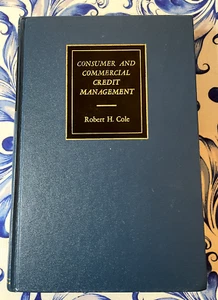 CONSUMER AND
COMMERCIAL
CREDIT
MANAGEMENT
Robert H. Cole